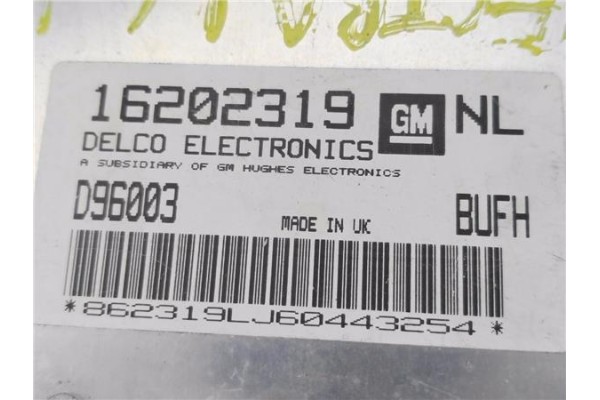 16202319 GM NL
DELCO ELECTRONICS
A SUBSIDIARY OF GM HUGHES ELECTRONICS
D96003 MADE IN UK BUFH
*862319LJ60443254*